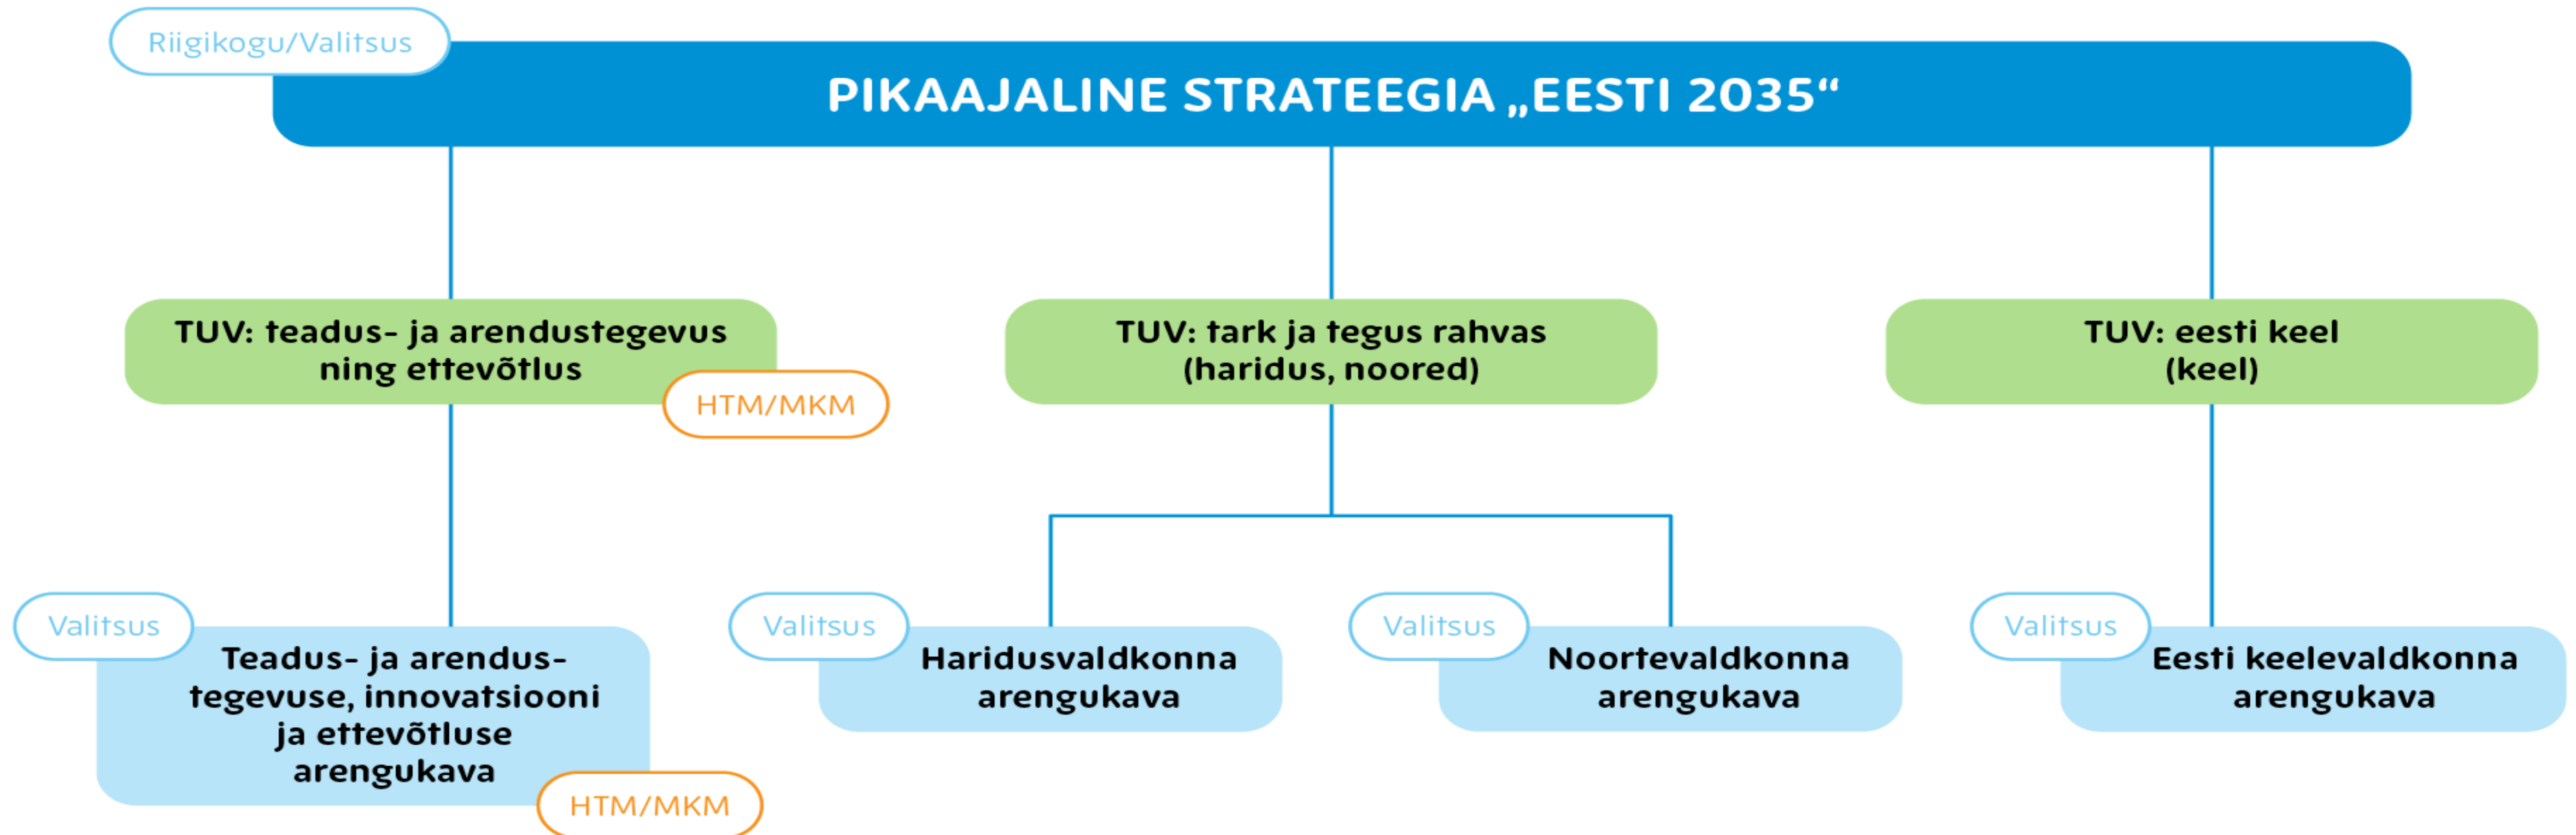 Riigikogu/Valitsus
PIKAAJALINE STRATEEGIA „EESTI 2035“
TUV: teadus- ja arendustegevus
ning ettevõtlus
HTM/MKM
TUV: tark ja tegus rahvas
(haridus, noored)
TUV: eesti keel
(keel)
Valitsus
Teadus- ja arendus-
tegevuse, innovatsiooni
ja ettevõtluse
arengukava
HTM/MKM
Valitsus
Haridusvaldkonna
arengukava
Valitsus
Noortevaldkonna
arengukava
Valitsus
Eesti keelevaldkonna
arengukava